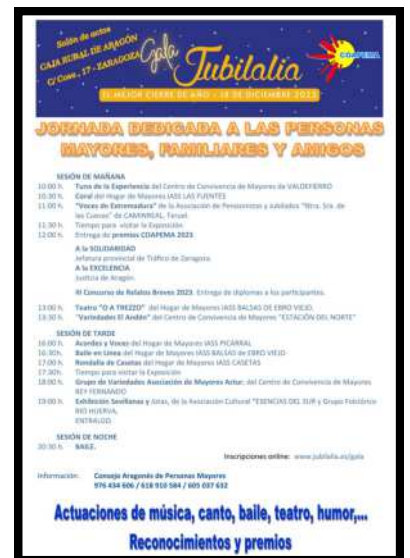 Salón de actos
CAJA RURAL DE ARAGÓN
C/ Coso, 17 - ZARAGOZA
Gala Jubilalia
COAPEMA
EL MEJOR CIERRE DE AÑO - 18 DE DICIEMBRE 2023
JORNADA DEDICADA A LAS PERSONAS
MAYORES, FAMILIARES Y AMIGOS
SESIÓN DE MAÑANA
10:00 h. Tuna de la Experiencia del Centro de Convivencia de Mayores de VALDEFIERRO
10:30 h. Coral del Hogar de Mayores IASS LAS FUENTES
11:00 h. "Voces de Extremadura" de la Asociación de Pensionistas y Jubilados "Ntra. Sra. de
las Cuevas" de CAMINREAL, Teruel.
11:30 h. Tiempo para visitar la Exposición
12:00 h. Entrega de premios COAPEMA 2023
A la SOLIDARIDAD
Jefatura provincial de Tráfico de Zaragoza.
A la EXCELENCIA
Justicia de Aragón.
III Concurso de Relatos Breves 2023. Entrega de diplomas a los participantes.
13:00 h. Teatro "O A TREZZO" del Hogar de Mayores IASS BALSAS DE EBRO VIEJO.
13:30 h. "Variedades El Andén" del Centro de Convivencia de Mayores "ESTACIÓN DEL NORTE"
SESIÓN DE TARDE
16:00 h. Acordes y Voces del Hogar de Mayores IASS PICARRAL
16:30h. Baile en Línea del Hogar de Mayores IASS BALSAS DE EBRO VIEJO
17:00 h. Rondalla de Casetas del Hogar de Mayores IASS CASETAS
17:30h. Tiempo para visitar la Exposición
18:00 h. Grupo de Variedades Asociación de Mayores Actur, del Centro de Convivencia de Mayores
REY FERNANDO
19:00 h. Exhibición Sevillanas y Jotas, de la Asociación Cultural "ESENCIAS DEL SUR y Grupo Folclórico
RIO HUERVA,
ENTRALGO
SESIÓN DE NOCHE
20:30 h. BAILE.
Inscripciones online: www.jubilalia.es/gala
Información: Consejo Aragonés de Personas Mayores
976 434 606 / 618 910 584 / 605 037 632
Actuaciones de música, canto, baile, teatro, humor,...
Reconocimientos y premios